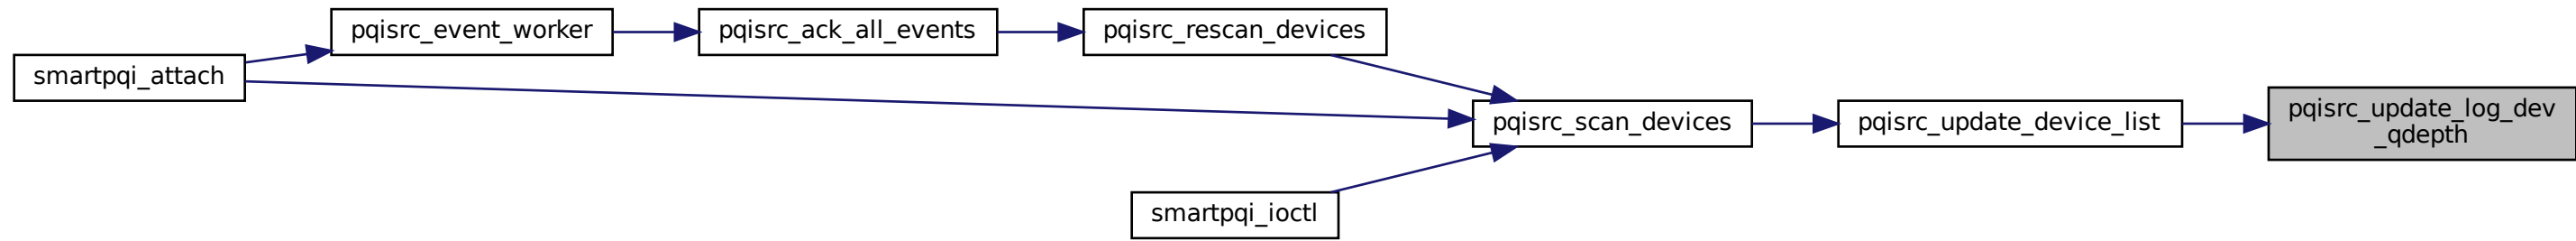 pqisrc_event_worker
pqisrc_ack_all_events
pqisrc_rescan_devices
smartpqi_attach
pqisrc_scan_devices
pqisrc_update_device_list
pqisrc_update_log_dev
_qdepth
smartpqi_ioctl